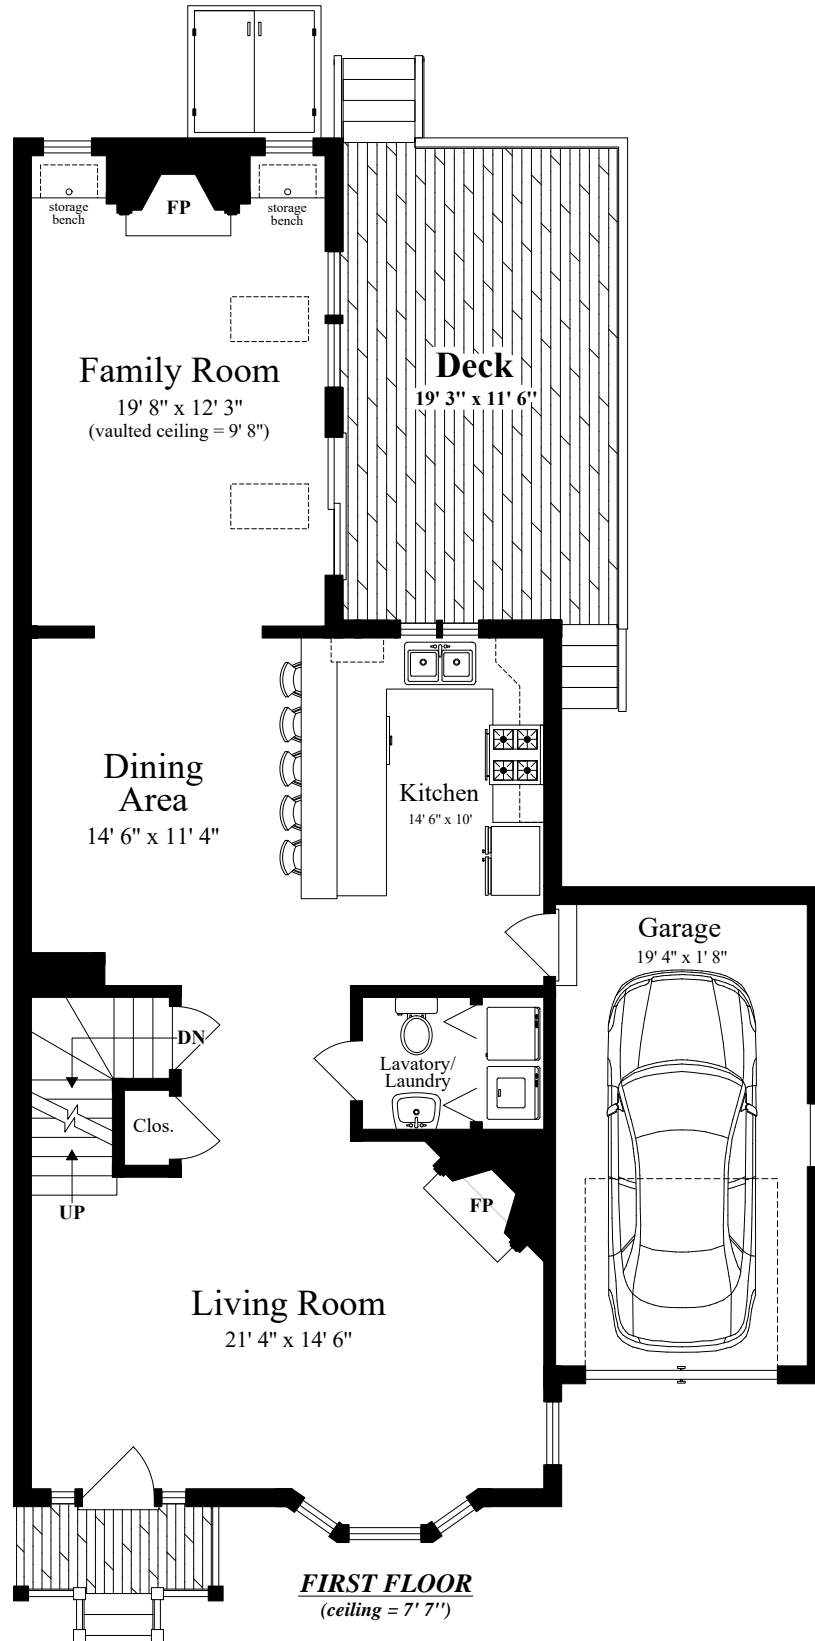 FP
storage
bench
storage
bench
Family Room
19' 8" x 12' 3"
(vaulted ceiling = 9' 8")
Deck
19' 3" x 11' 6"
Dining
Area
14' 6" x 11' 4"
Kitchen
14' 6" x 10'
Garage
19' 4" x 1' 8"
DN
Lavatory/
Laundry
Clos.
UP
FP
Living Room
21' 4" x 14' 6"
FIRST FLOOR
(ceiling = 7' 7")